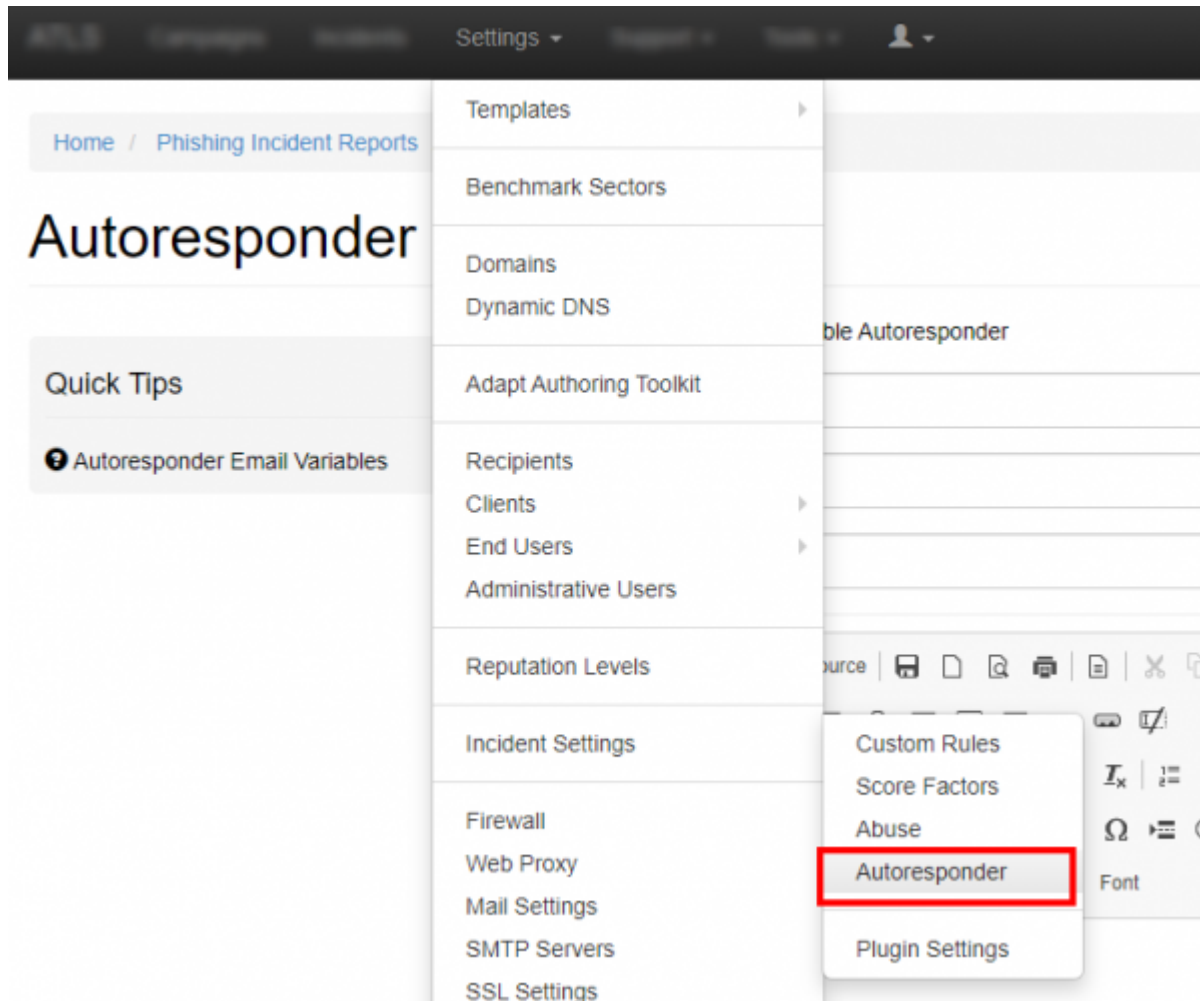 Settings
Home / Phishing Incident Reports
Autoresponder
Quick Tips
Autoresponder Email Variables
Templates
Benchmark Sectors
Domains
Dynamic DNS
Adapt Authoring Toolkit
Recipients
Clients
End Users
Administrative Users
Reputation Levels
Incident Settings
Firewall
Web Proxy
Mail Settings
SMTP Servers
SSL Settings
Custom Rules
Score Factors
Abuse
Autoresponder
Plugin Settings
ble Autoresponder
urce
Font